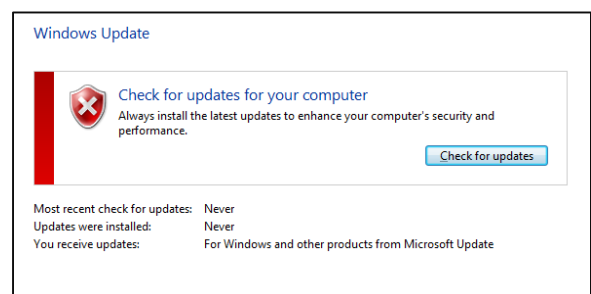 Windows Update
Check for updates for your computer
Always install the latest updates to enhance your computer's security and
performance.
Check for updates
Most recent check for updates: Never
Updates were installed: Never
You receive updates: For Windows and other products from Microsoft Update